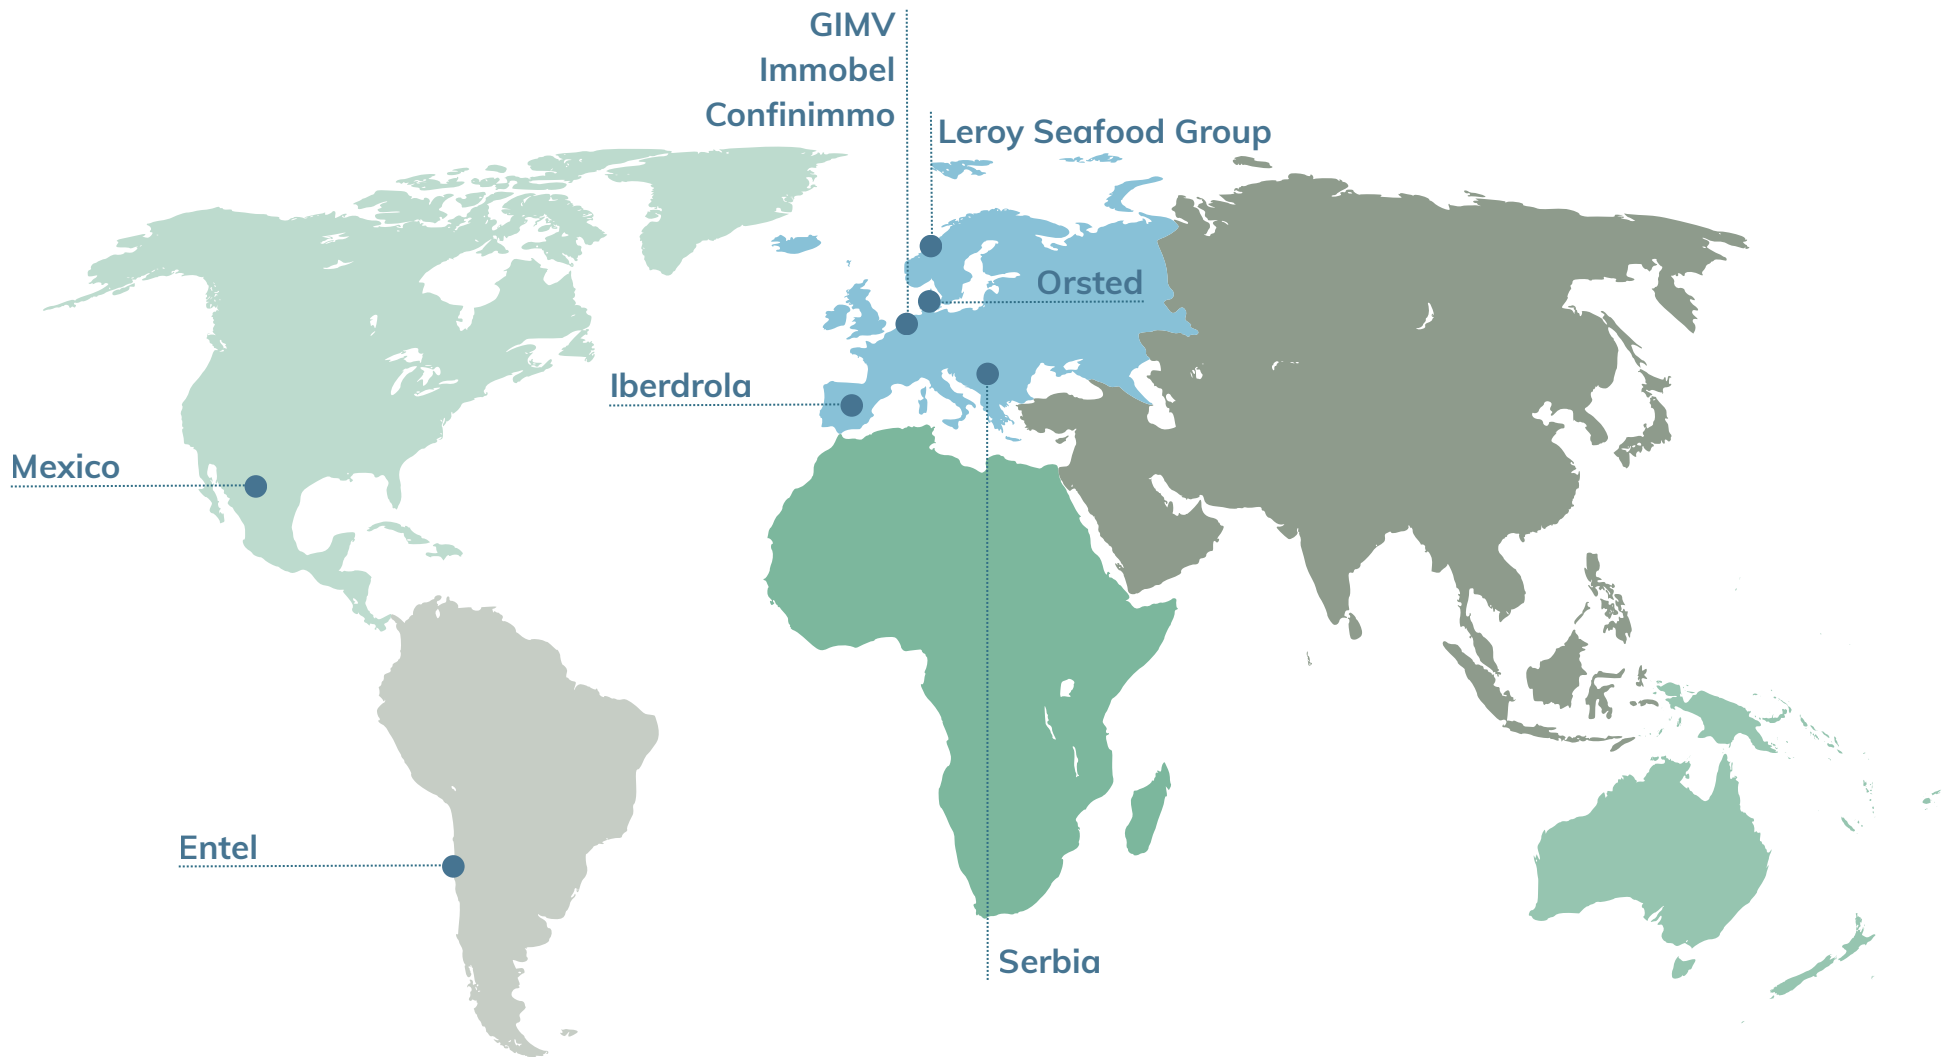 GIMV
Immobel
Confinimmo
Leroy Seafood Group
Orsted
Iberdrola
Mexico
Entel
Serbia